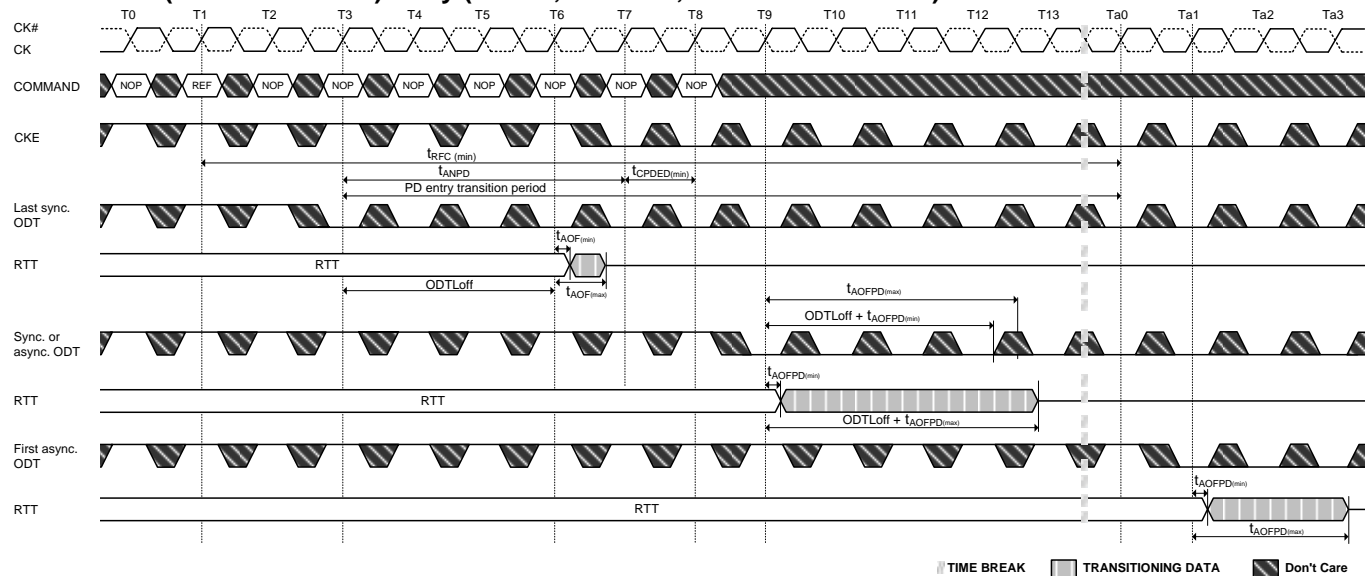 T0 T1 T2 T3 T4 T5 T6 T7 T8 T9 T10 T11 T12 T13 Ta0 Ta1 Ta2 Ta3
CK#
CK
COMMAND NOP REF NOP NOP NOP NOP NOP NOP NOP
CKE
tRFC (min)
tANPD tCPDED(min)
PD entry transition period
Last sync.
ODT
tAOF(min)
RTT RTT
ODTLoff tAOF(max)
tAOFPD(max)
ODTLoff + tAOFPD(min)
Sync. or
async. ODT
tAOFPD(min)
RTT RTT
ODTLoff + tAOFPD(max)
First async.
ODT
tAOFPD(min)
RTT RTT
tAOFPD(max)
TIME BREAK TRANSITIONING DATA Don't Care